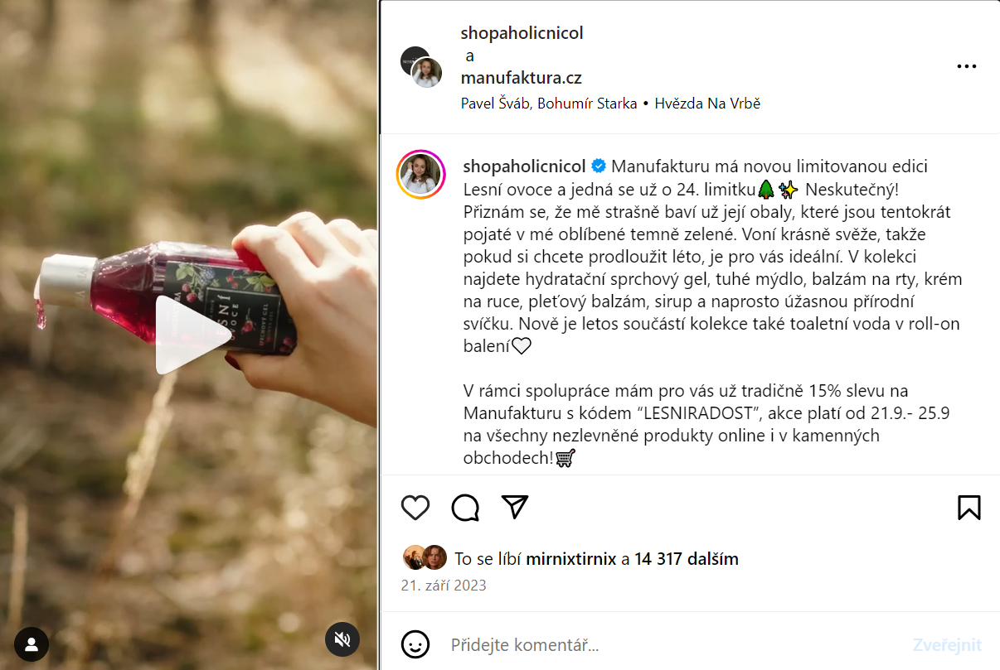 shopaholicnicol
a
manufaktura.cz
Pavel Šváb, Bohumír Starka • Hvězda Na Vrbě
shopaholicnicol Manufakturu má novou limitovanou edici
Lesní ovoce a jedná se už o 24. limitku🌲✨ Neskutečný!
Přiznám se, že mě strašně baví už její obaly, které jsou tentokrát
pojaté v mé oblíbené temně zelené. Voní krásně svěže, takže
pokud si chcete prodloužit léto, je pro vás ideální. V kolekci
najdete hydratační sprchový gel, tuhé mýdlo, balzám na rty, krém
na ruce, pleťový balzám, sirup a naprosto úžasnou přírodní
svíčku. Nově je letos součástí kolekce také toaletní voda v roll-on
balení🤍
V rámci spolupráce mám pro vás už tradičně 15% slevu na
Manufakturu s kódem “LESNIRADOST”, akce platí od 21.9.- 25.9
na všechny nezlevněné produkty online i v kamenných
obchodech!🛒
To se líbí mirnixtirnix a 14 317 dalším
21. září 2023
Přidejte komentář...
Zveřejnit
OVOCE
SPRCHOVÝ GEL